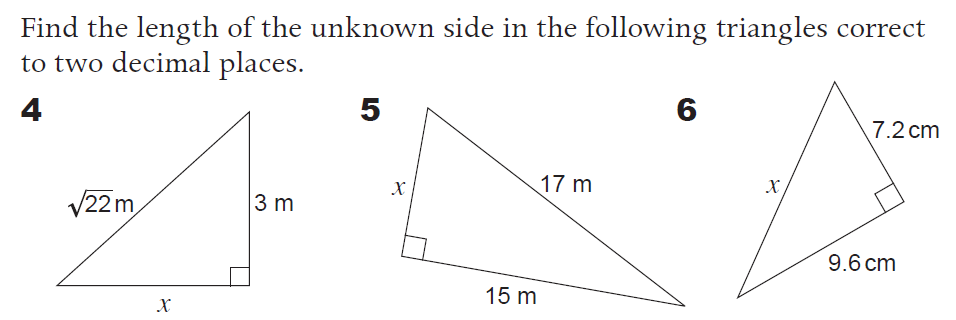 Find the length of the unknown side in the following triangles correct
to two decimal places.
4
√22 m
3 m
x
5
x
17 m
15 m
6
x
7.2 cm
9.6 cm